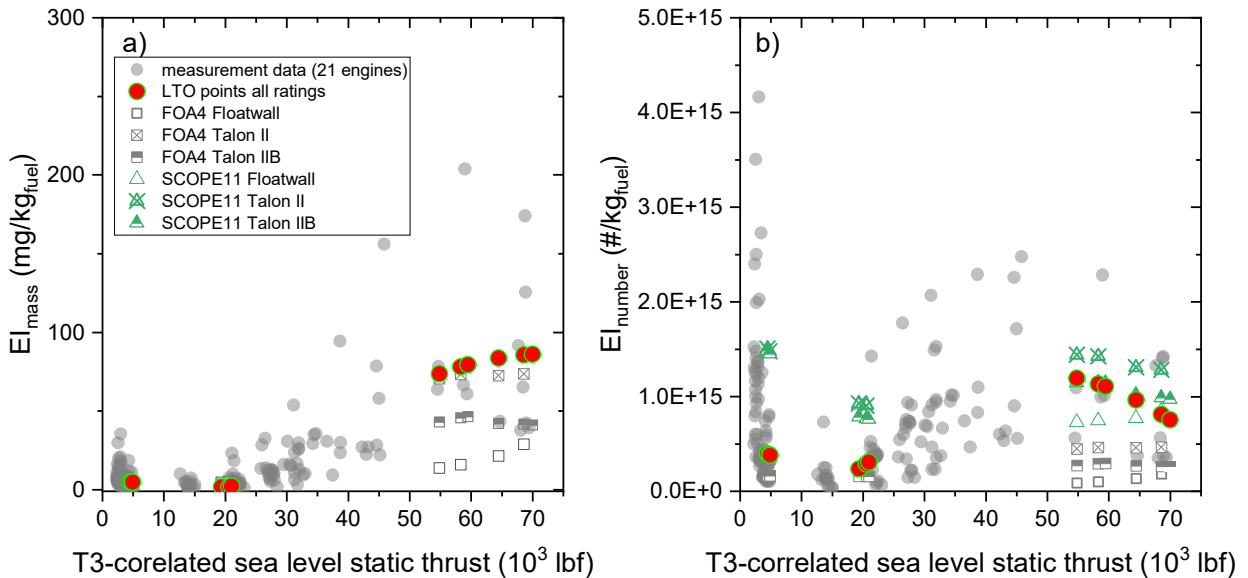 a)
measurement data (21 engines)
LTO points all ratings
FOA4 Floatwall
FOA4 Talon II
FOA4 Talon IIB
SCOPE11 Floatwall
SCOPE11 Talon II
SCOPE11 Talon IIB
300
200
100
0
EI_mass (mg/kg_fuel)
0 10 20 30 40 50 60 70
T3-corelated sea level static thrust (10³ lbf)
b)
5.0E+15
4.0E+15
3.0E+15
2.0E+15
1.0E+15
0.0E+0
EI_number (#/kg_fuel)
0 10 20 30 40 50 60 70
T3-correlated sea level static thrust (10³ lbf)